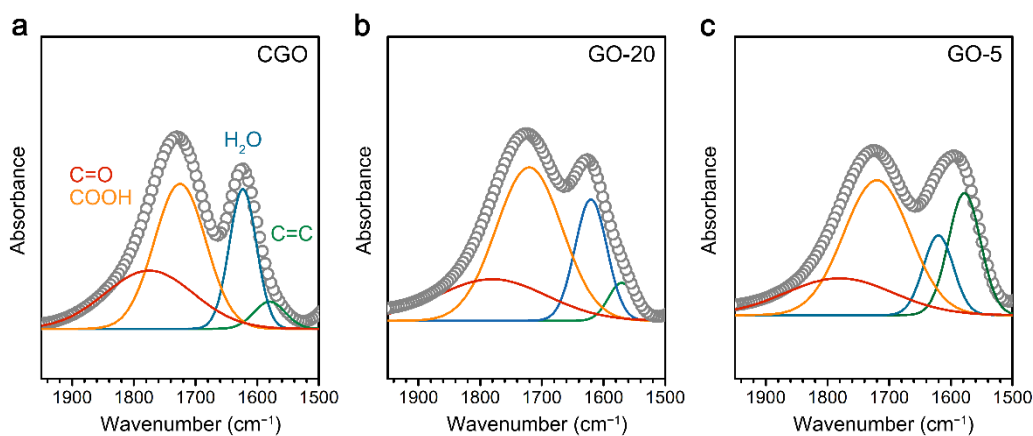 a
CGO
C=O
COOH
H₂O
C=C
Absorbance
1900 1800 1700 1600 1500
Wavenumber (cm⁻¹)
b
GO-20
Absorbance
1900 1800 1700 1600 1500
Wavenumber (cm⁻¹)
c
GO-5
Absorbance
1900 1800 1700 1600 1500
Wavenumber (cm⁻¹)